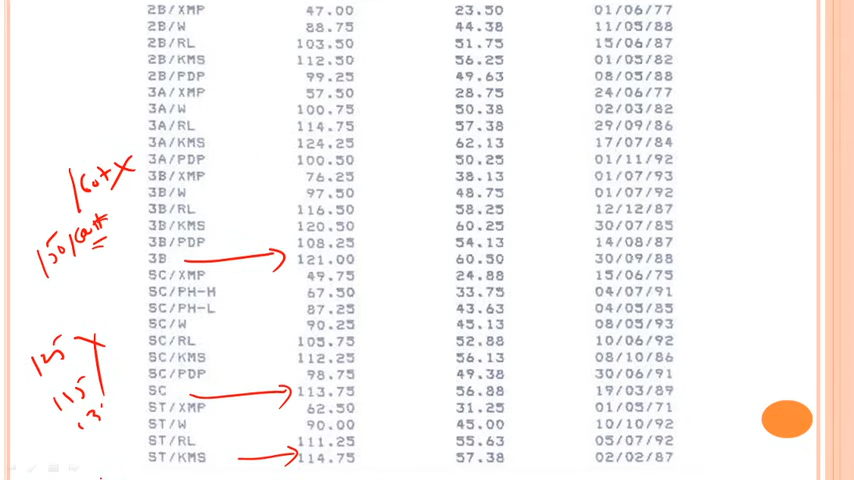 2B/XMP 47.00 23.50 01/06/77
2B/W 88.75 44.38 11/05/88
2B/RL 103.50 51.75 15/06/87
2B/KMS 112.50 56.25 01/05/82
2B/PDP 99.25 49.63 08/05/88
3A/XMP 57.50 28.75 24/06/77
3A/W 100.75 50.38 02/03/82
3A/RL 114.75 57.38 29/09/86
3A/KMS 124.25 62.13 17/07/84
3A/PDP 100.50 50.25 01/11/92
3B/XMP 76.25 38.13 01/07/93
3B/W 97.50 48.75 01/07/92
3B/RL 116.50 58.25 12/12/87
3B/KMS 120.50 60.25 30/07/85
3B/PDP 108.25 54.13 14/08/87
3B 121.00 60.50 30/09/88
SC/XMP 49.75 24.88 15/06/75
SC/PH-H 67.50 33.75 04/07/91
SC/PH-L 87.25 43.63 04/05/85
SC/W 90.25 45.13 08/05/93
SC/RL 105.75 52.88 10/06/92
SC/KMS 112.25 56.13 08/10/86
125
SC/PDP 98.75 49.38 30/06/91
115
SC 113.75 56.88 19/03/89
ST/XMP 62.50 31.25 01/05/71
ST/W 90.00 45.00 10/10/92
ST/RL 111.25 55.63 05/07/92
ST/KMS 114.75 57.38 02/02/87